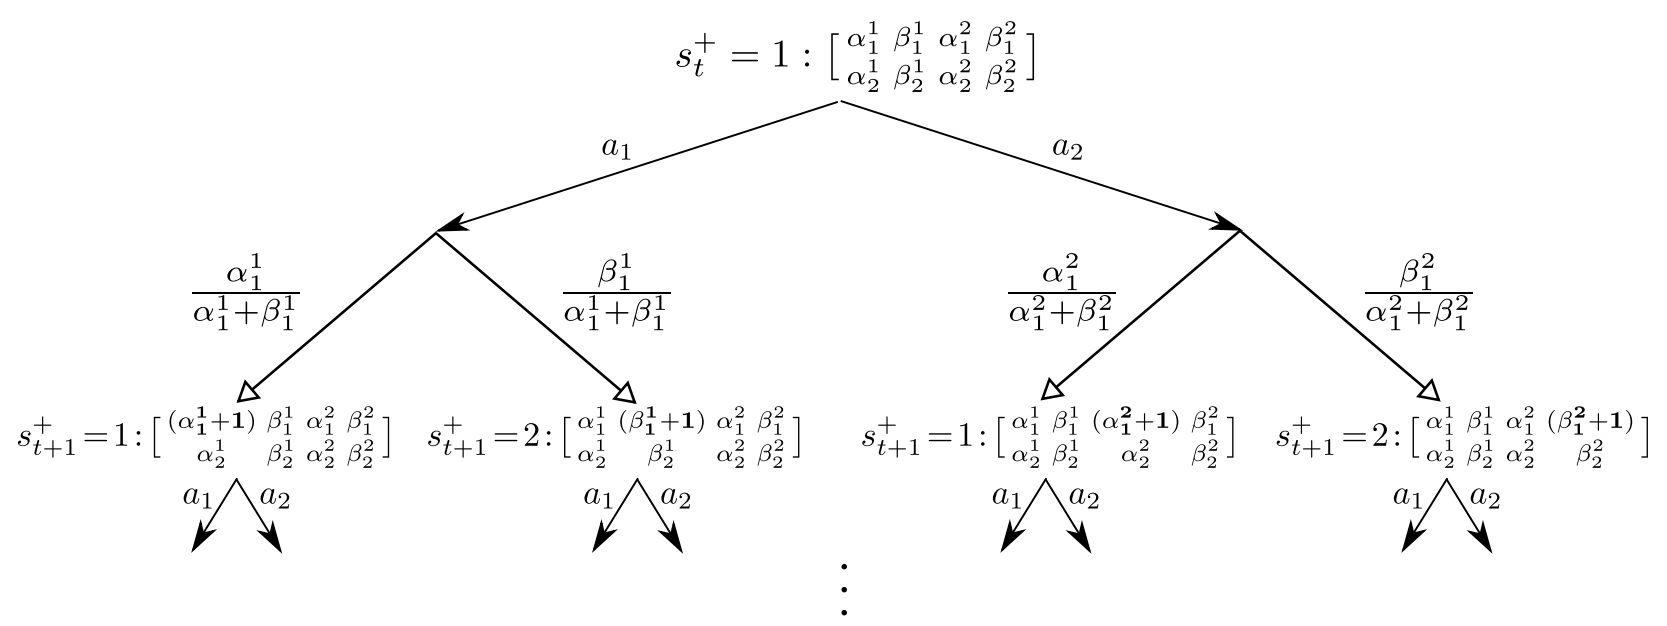 $s_t^+ = 1 : \begin{bmatrix} \alpha_1^1 & \beta_1^1 & \alpha_1^2 & \beta_1^2 \\ \alpha_2^1 & \beta_2^1 & \alpha_2^2 & \beta_2^2 \end{bmatrix}$
$a_1$ $a_2$
$\frac{\alpha_1^1}{\alpha_1^1+\beta_1^1}$ $\frac{\beta_1^1}{\alpha_1^1+\beta_1^1}$ $\frac{\alpha_1^2}{\alpha_1^2+\beta_1^2}$ $\frac{\beta_1^2}{\alpha_1^2+\beta_1^2}$
$s_{t+1}^+ = 1 : \begin{bmatrix} \mathbf{(\alpha_1^1+1)} & \beta_1^1 & \alpha_1^2 & \beta_1^2 \\ \alpha_2^1 & \beta_2^1 & \alpha_2^2 & \beta_2^2 \end{bmatrix}$ $s_{t+1}^+ = 2 : \begin{bmatrix} \alpha_1^1 & \mathbf{(\beta_1^1+1)} & \alpha_1^2 & \beta_1^2 \\ \alpha_2^1 & \beta_2^1 & \alpha_2^2 & \beta_2^2 \end{bmatrix}$ $s_{t+1}^+ = 1 : \begin{bmatrix} \alpha_1^1 & \beta_1^1 & \mathbf{(\alpha_1^2+1)} & \beta_1^2 \\ \alpha_2^1 & \beta_2^1 & \alpha_2^2 & \beta_2^2 \end{bmatrix}$ $s_{t+1}^+ = 2 : \begin{bmatrix} \alpha_1^1 & \beta_1^1 & \alpha_1^2 & \mathbf{(\beta_1^2+1)} \\ \alpha_2^1 & \beta_2^1 & \alpha_2^2 & \beta_2^2 \end{bmatrix}$
$a_1$ $a_2$ $a_1$ $a_2$ $a_1$ $a_2$ $a_1$ $a_2$
⋮